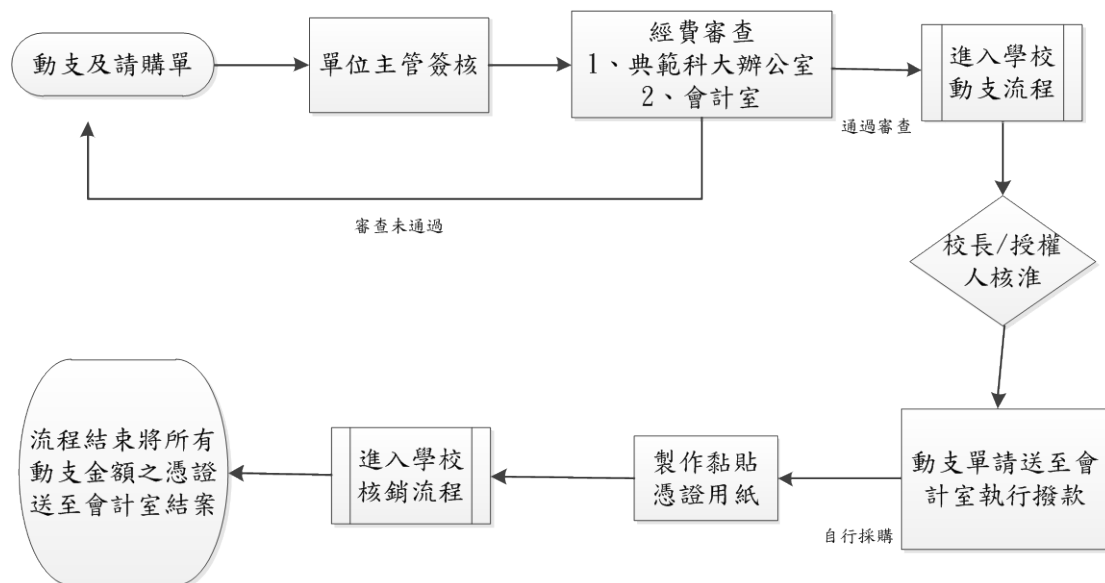 動支及請購單
單位主管簽核
經費審查
1、典範科大辦公室
2、會計室
進入學校
動支流程
通過審查
審查未通過
校長/授權
人核准
動支單請送至會
計室執行撥款
自行採購
製作黏貼
憑證用紙
進入學校
核銷流程
流程結束將所有
動支金額之憑證
送至會計室結案